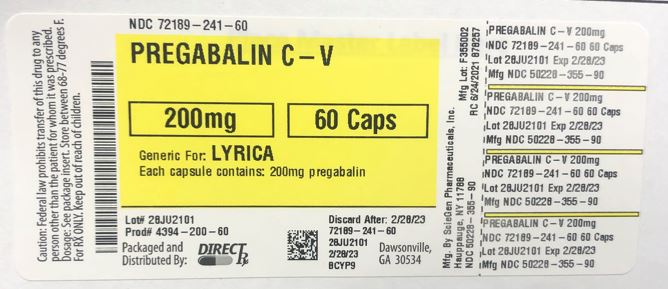 Caution: Federal law prohibits transfer of this drug to any
person other than the patient for whom it was prescribed.
Dosage: See package insert. Store between 68-77 degrees F.
For RX ONLY. Keep out of reach of children.
NDC 72189-241-60
PREGABALIN C-V
200mg
60 Caps
Generic For: LYRICA
Each capsule contains: 200mg pregabalin
Lot# 28JU2101
Prod# 4394-200-60
Packaged and
Distributed By:
DIRECT Rx
Discard After: 2/28/23
72189-241-60
28JU2101
2/28/23
BCYP9
Dawsonville,
GA 30534
Mfg. By ScieGen Pharmaceuticals, Inc.
Hauppauge, NY 11788
NDC 50228-355-90
Mfg Lot: F355002
RC 6/24/2021 878257
PREGABALIN C-V 200mg
NDC 72189-241-60 60 Caps
Lot 28JU2101 Exp 2/28/23
Mfg NDC 50228-355-90
PREGABALIN C-V 200mg
NDC 72189-241-60 60 Caps
Lot 28JU2101 Exp 2/28/23
Mfg NDC 50228-355-90
PREGABALIN C-V 200mg
NDC 72189-241-60 60 Caps
Lot 28JU2101 Exp 2/28/23
Mfg NDC 50228-355-90
PREGABALIN C-V 200mg
NDC 72189-241-60 60 Caps
Lot 28JU2101 Exp 2/28/23
Mfg NDC 50228-355-90